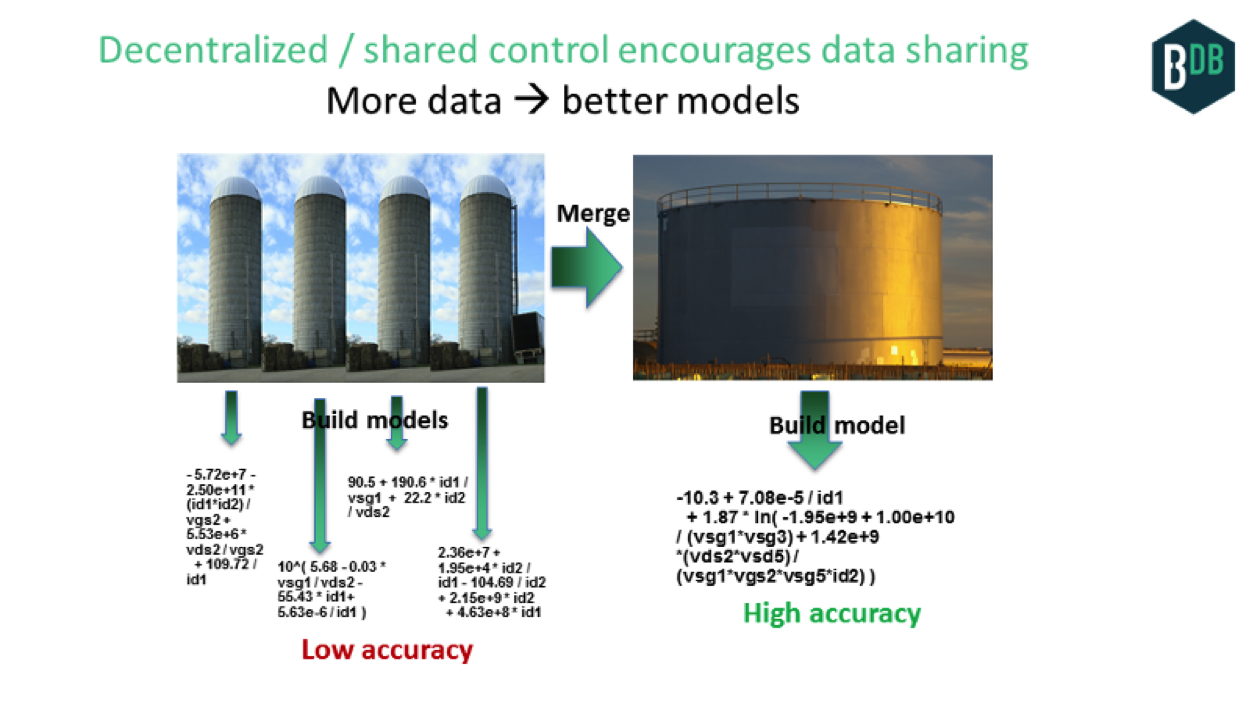 Decentralized / shared control encourages data sharing
More data → better models
BDB
Merge
Build models
- 5.72e+7 -
2.50e+11 *
(id1*id2) /
vgs2 +
5.53e+6 *
vds2 / vgs2
+ 109.72 /
id1
10^( 5.68 - 0.03 *
vsg1 / vds2 -
55.43 * id1+
5.63e-6 / id1 )
90.5 + 190.6 * id1 /
vsg1 + 22.2 * id2
/ vds2
2.36e+7 +
1.95e+4 * id2 /
id1 - 104.69 / id2
+ 2.15e+9 * id2
+ 4.63e+8 * id1
Low accuracy
Build model
-10.3 + 7.08e-5 / id1
+ 1.87 * ln( -1.95e+9 + 1.00e+10
/ (vsg1*vsg3) + 1.42e+9
*(vds2*vsd5) /
(vsg1*vgs2*vsg5*id2) )
High accuracy